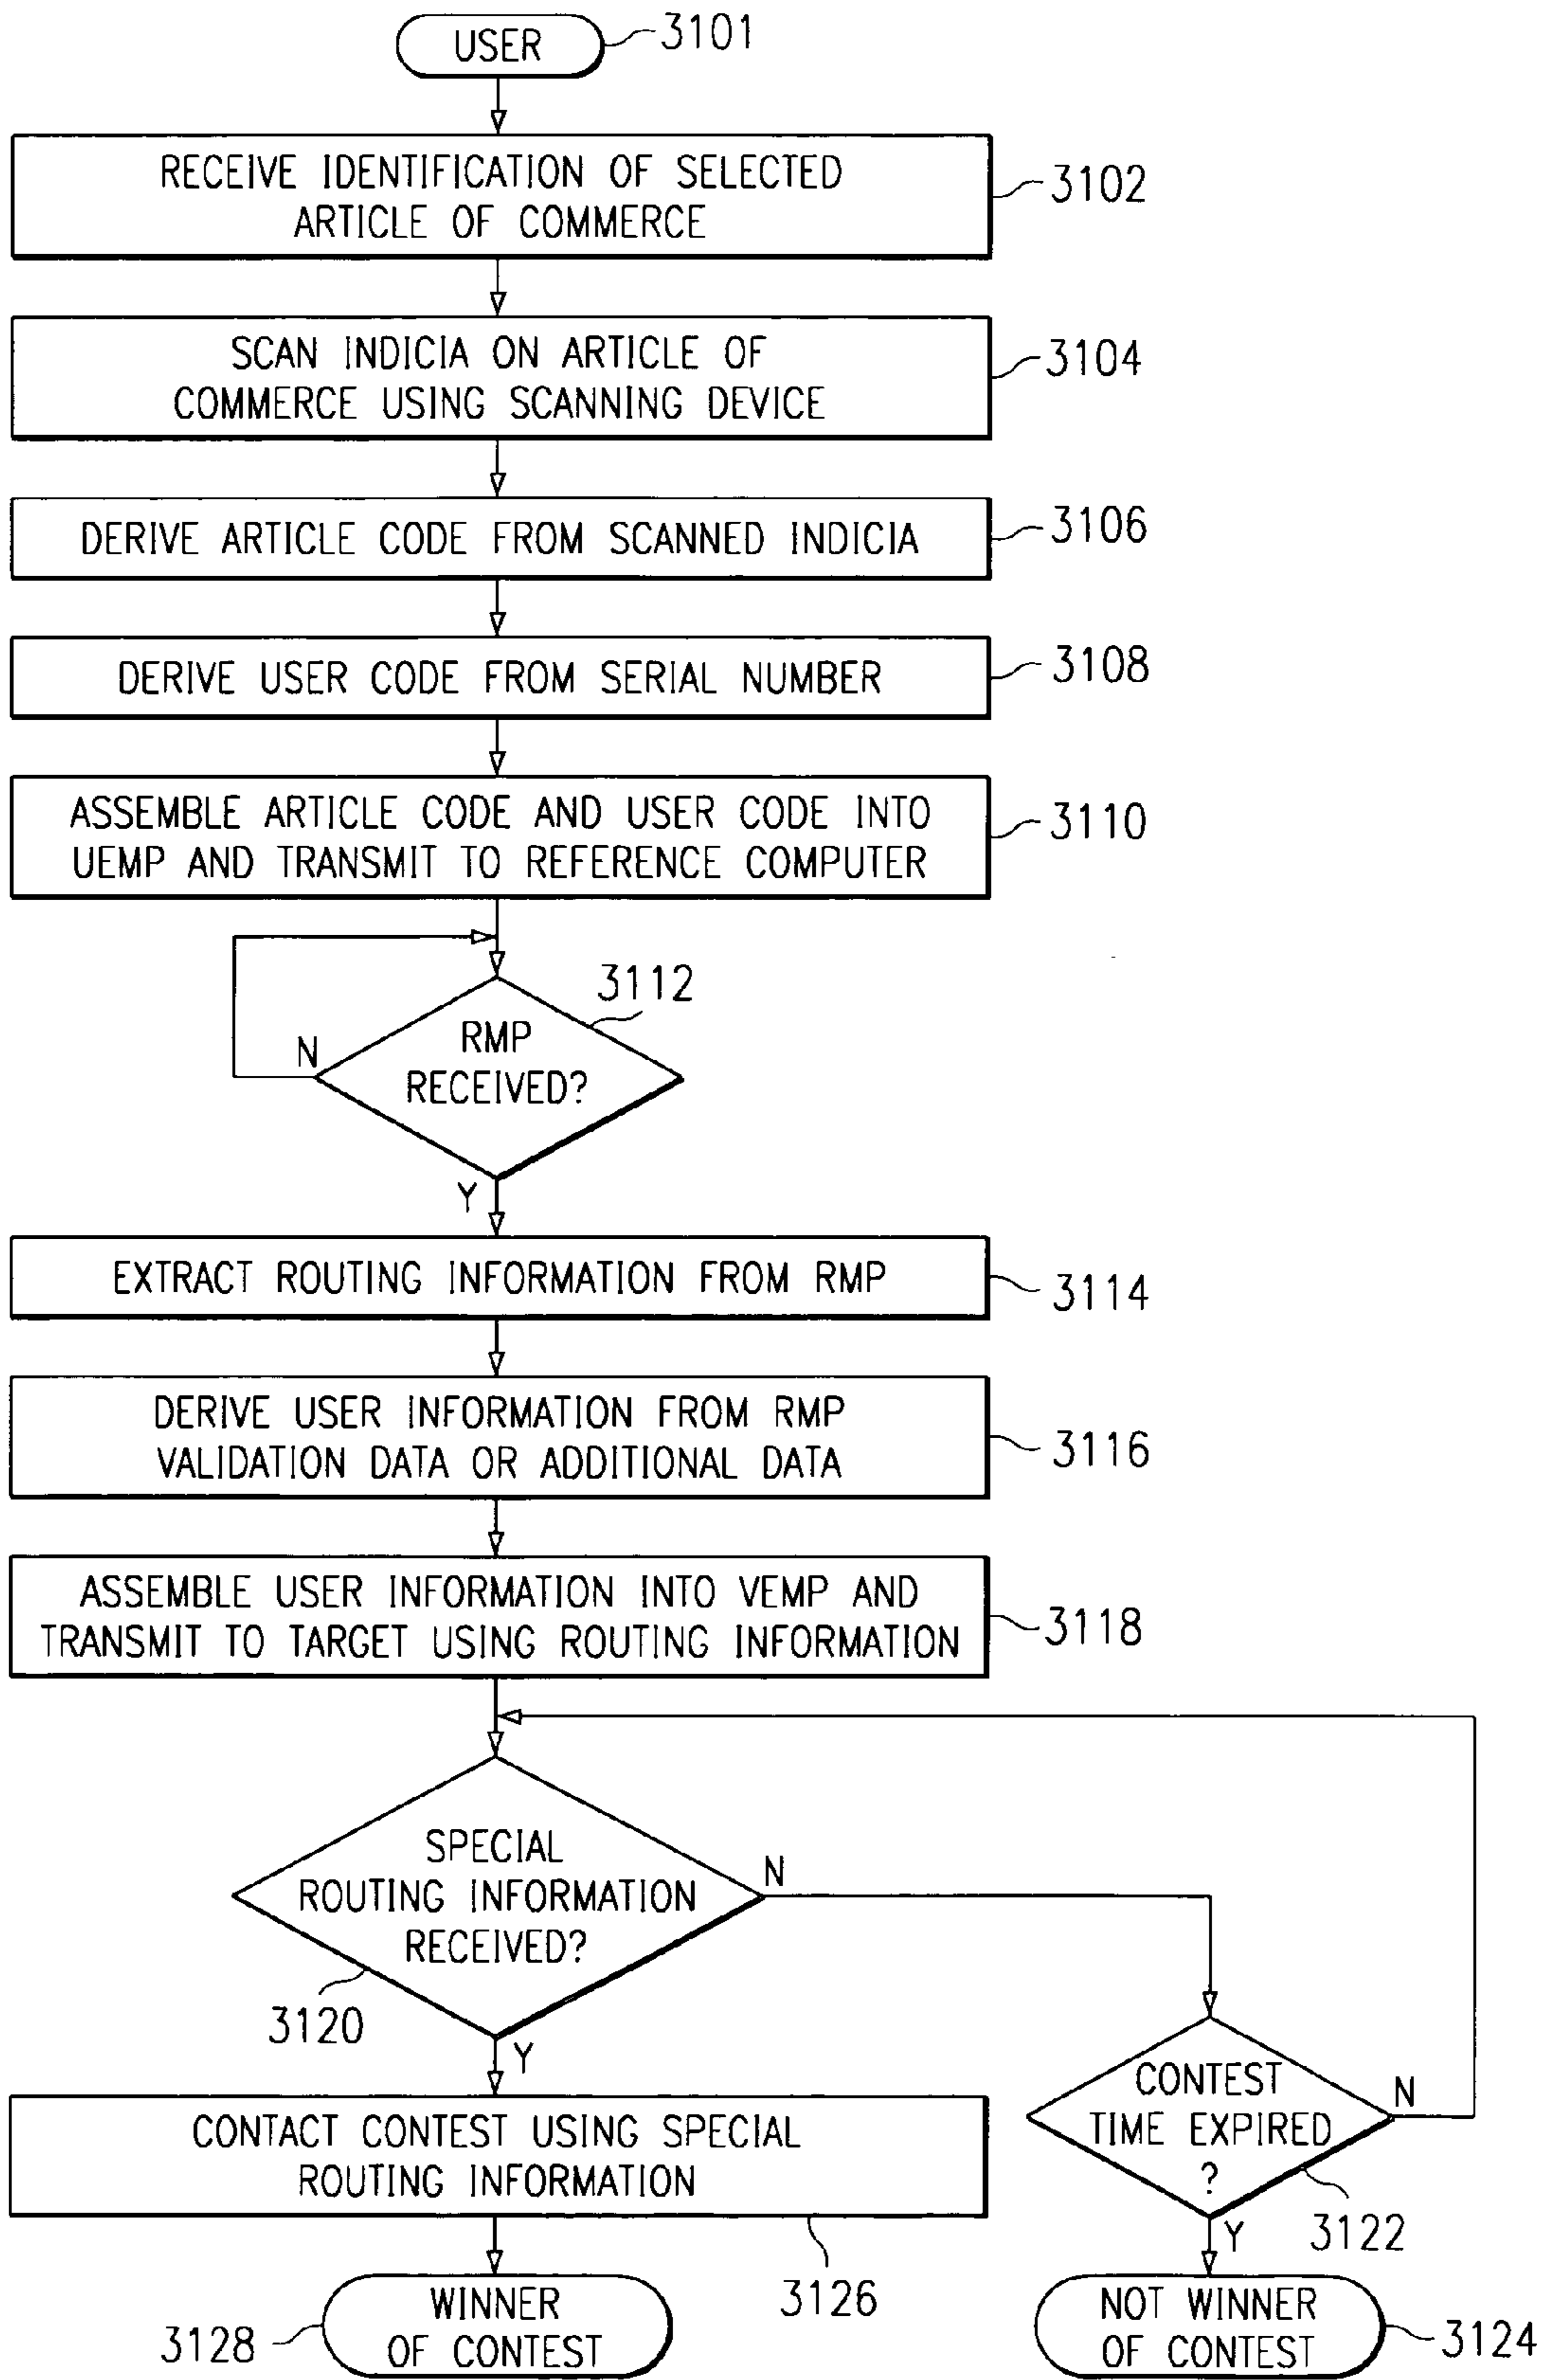 USER
3101
RECEIVE IDENTIFICATION OF SELECTED
ARTICLE OF COMMERCE
3102
SCAN INDICIA ON ARTICLE OF
COMMERCE USING SCANNING DEVICE
3104
DERIVE ARTICLE CODE FROM SCANNED INDICIA
3106
DERIVE USER CODE FROM SERIAL NUMBER
3108
ASSEMBLE ARTICLE CODE AND USER CODE INTO
UEMP AND TRANSMIT TO REFERENCE COMPUTER
3110
3112
RMP
RECEIVED?
N
Y
EXTRACT ROUTING INFORMATION FROM RMP
3114
DERIVE USER INFORMATION FROM RMP
VALIDATION DATA OR ADDITIONAL DATA
3116
ASSEMBLE USER INFORMATION INTO VEMP AND
TRANSMIT TO TARGET USING ROUTING INFORMATION
3118
SPECIAL
ROUTING INFORMATION
RECEIVED?
N
3120
Y
CONTEST
TIME EXPIRED
?
N
3122
Y
CONTACT CONTEST USING SPECIAL
ROUTING INFORMATION
3126
WINNER
OF CONTEST
3128
NOT WINNER
OF CONTEST
3124